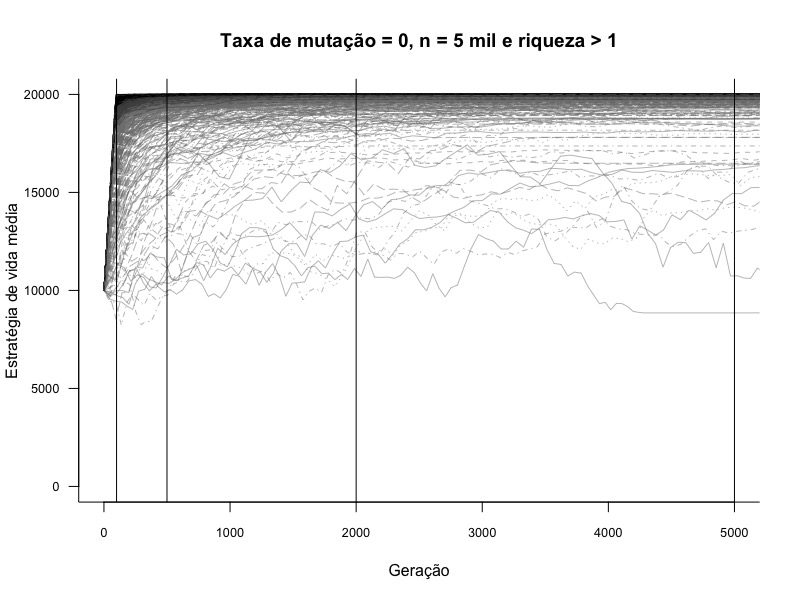 Taxa de mutação = 0, n = 5 mil e riqueza > 1
Estratégia de vida média
20000
15000
10000
5000
0
0 1000 2000 3000 4000 5000
Geração